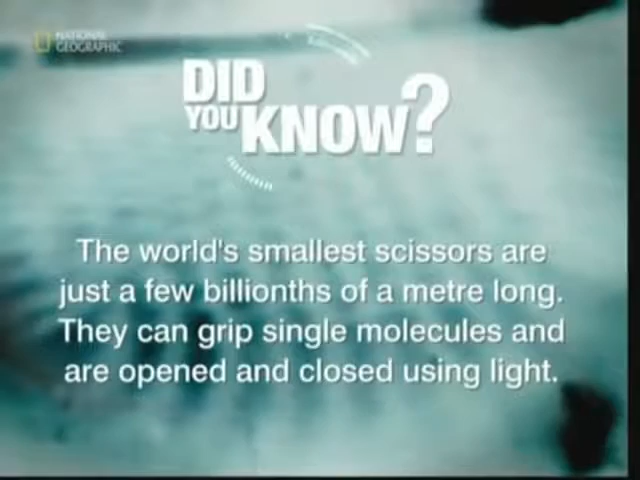 NATIONAL
GEOGRAPHIC
DID
YOU KNOW?
The world's smallest scissors are
just a few billionths of a metre long.
They can grip single molecules and
are opened and closed using light.